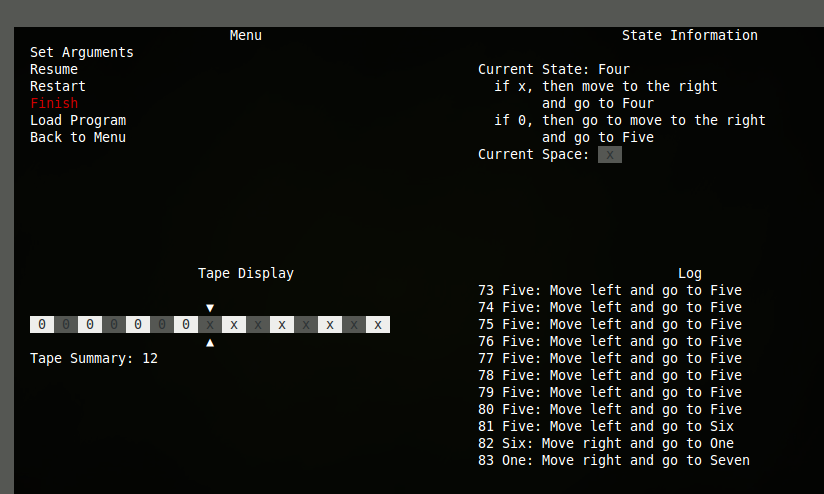 Menu
Set Arguments
Resume
Restart
Finish
Load Program
Back to Menu
State Information
Current State: Four
if x, then move to the right
and go to Four
if 0, then go to move to the right
and go to Five
Current Space: x
Tape Display
0 0 0 0 0 0 0 x x x x x x x x
Tape Summary: 12
Log
73 Five: Move left and go to Five
74 Five: Move left and go to Five
75 Five: Move left and go to Five
76 Five: Move left and go to Five
77 Five: Move left and go to Five
78 Five: Move left and go to Five
79 Five: Move left and go to Five
80 Five: Move left and go to Five
81 Five: Move left and go to Six
82 Six: Move right and go to One
83 One: Move right and go to Seven